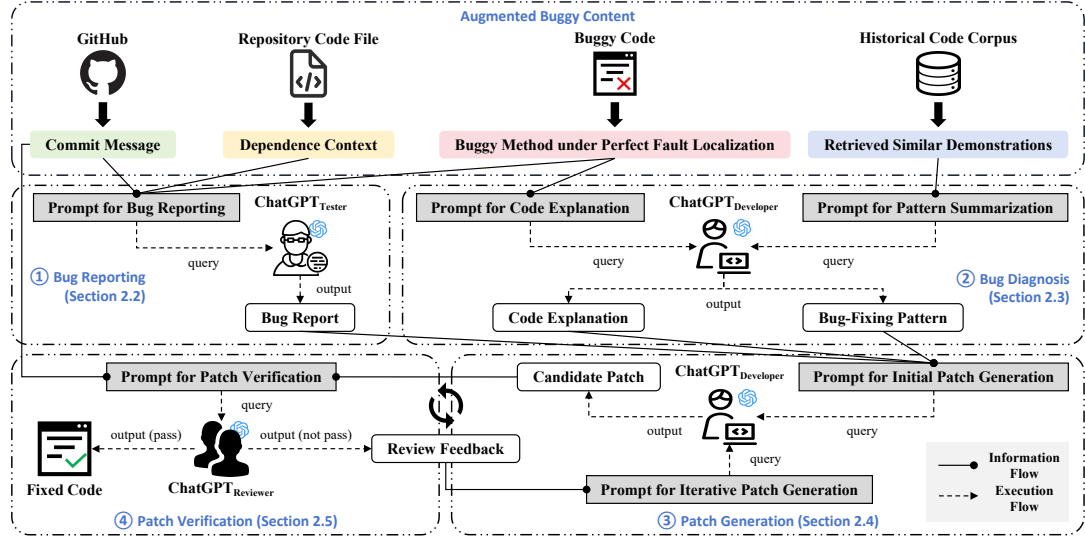 Augmented Buggy Content
GitHub
Repository Code File
Buggy Code
Historical Code Corpus
Commit Message
Dependence Context
Buggy Method under Perfect Fault Localization
Retrieved Similar Demonstrations
Prompt for Bug Reporting
ChatGPTTester
query
output
① Bug Reporting
(Section 2.2)
Bug Report
Prompt for Code Explanation
ChatGPTDeveloper
Prompt for Pattern Summarization
query
query
output
② Bug Diagnosis
(Section 2.3)
Code Explanation
Bug-Fixing Pattern
Prompt for Patch Verification
query
output (pass)
output (not pass)
Fixed Code
ChatGPTReviewer
Review Feedback
④ Patch Verification (Section 2.5)
Candidate Patch
ChatGPTDeveloper
Prompt for Initial Patch Generation
output
query
query
Prompt for Iterative Patch Generation
③ Patch Generation (Section 2.4)
Information
Flow
Execution
Flow